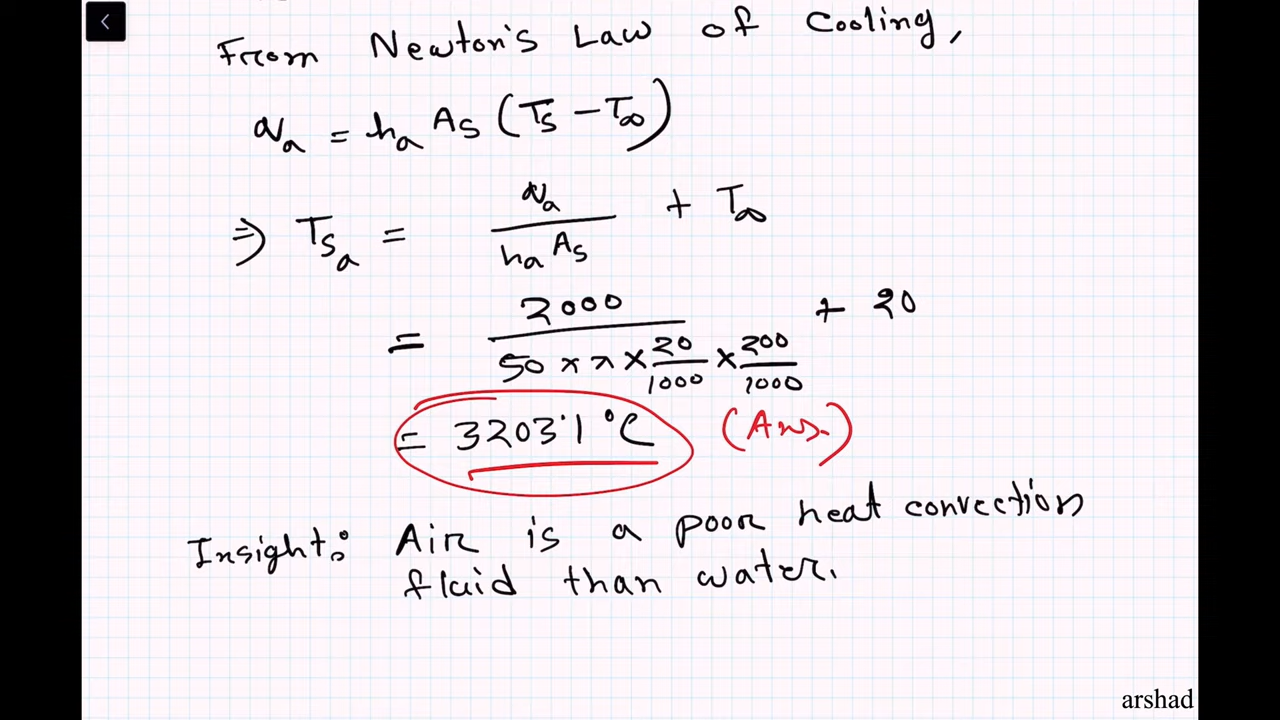 From Newton's Law of Cooling,
qa = ha As (Ts − T∞)
⇒ Tsa = qa / (ha As) + T∞
= 2000 / (50 × π × 20/1000 × 200/1000) + 20
= 3203.1 °C (Ans.)
Insight: Air is a poor heat convection
fluid than water.
arshad